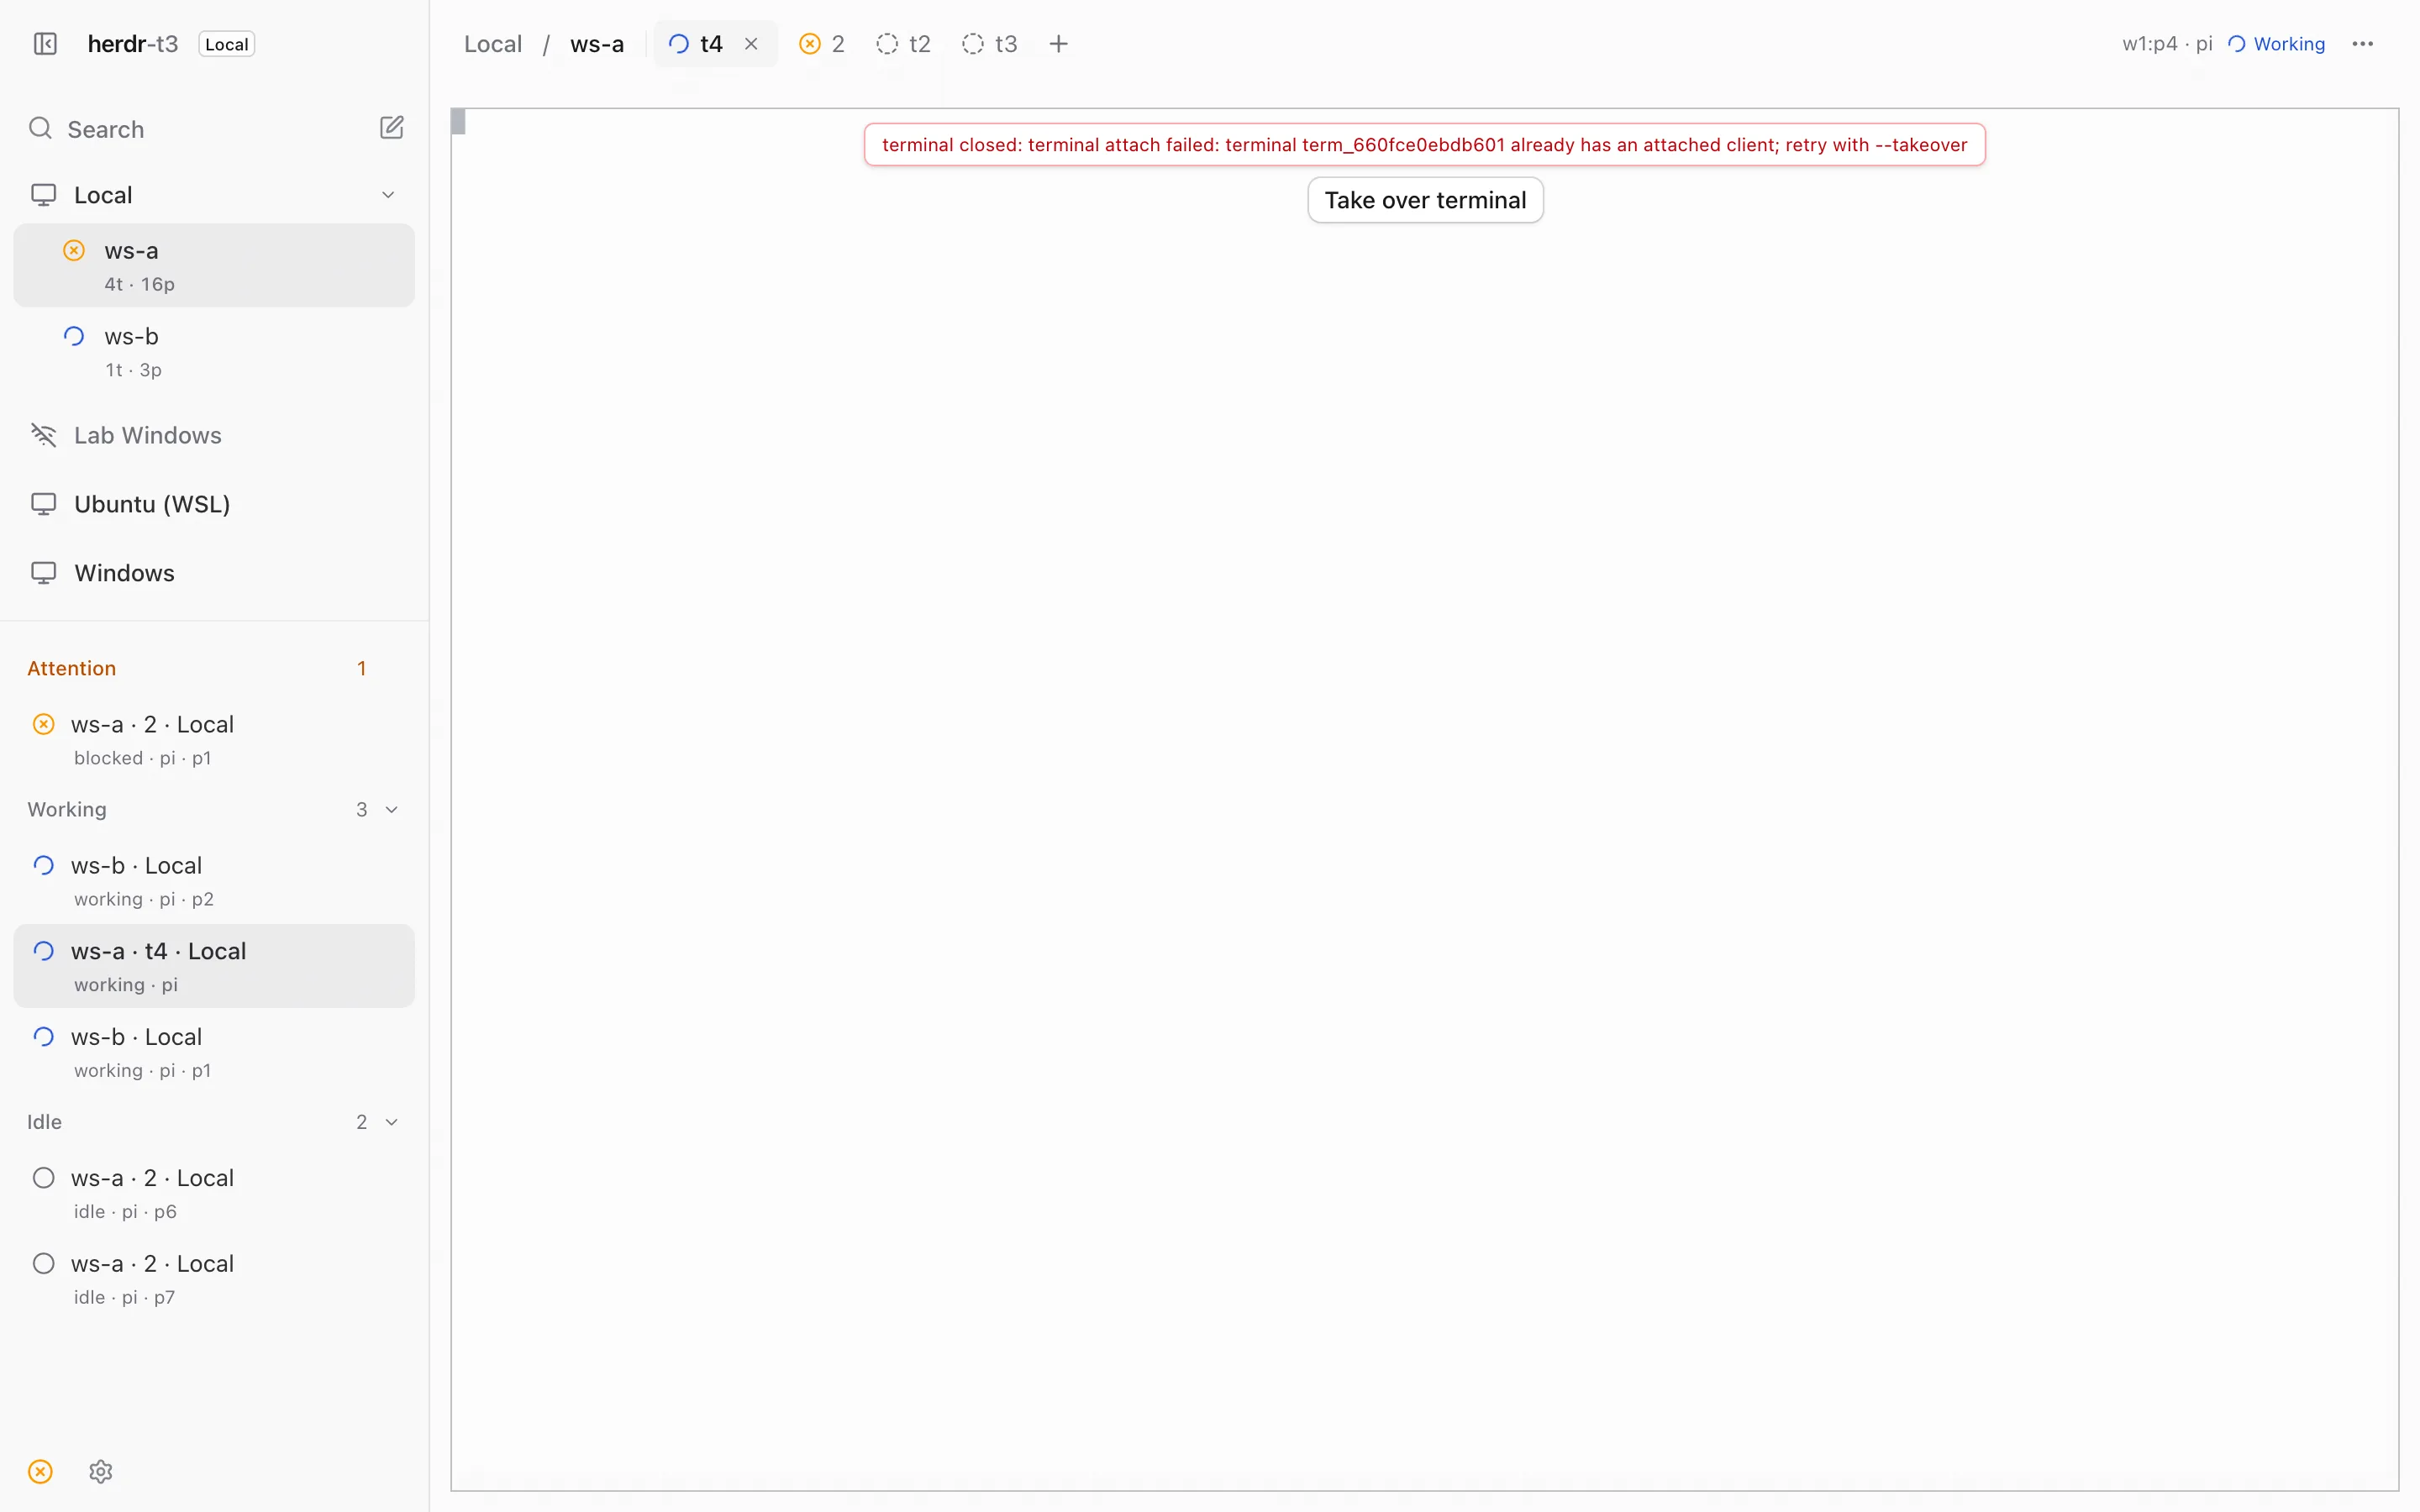 herdr-t3 Local
Search
Local
ws-a
4t · 16p
ws-b
1t · 3p
Lab Windows
Ubuntu (WSL)
Windows
Attention 1
ws-a · 2 · Local
blocked · pi · p1
Working 3
ws-b · Local
working · pi · p2
ws-a · t4 · Local
working · pi
ws-b · Local
working · pi · p1
Idle 2
ws-a · 2 · Local
idle · pi · p6
ws-a · 2 · Local
idle · pi · p7
Local / ws-a t4 2 t2 t3
w1:p4 · pi Working
terminal closed: terminal attach failed: terminal term_660fce0ebdb601 already has an attached client; retry with --takeover
Take over terminal